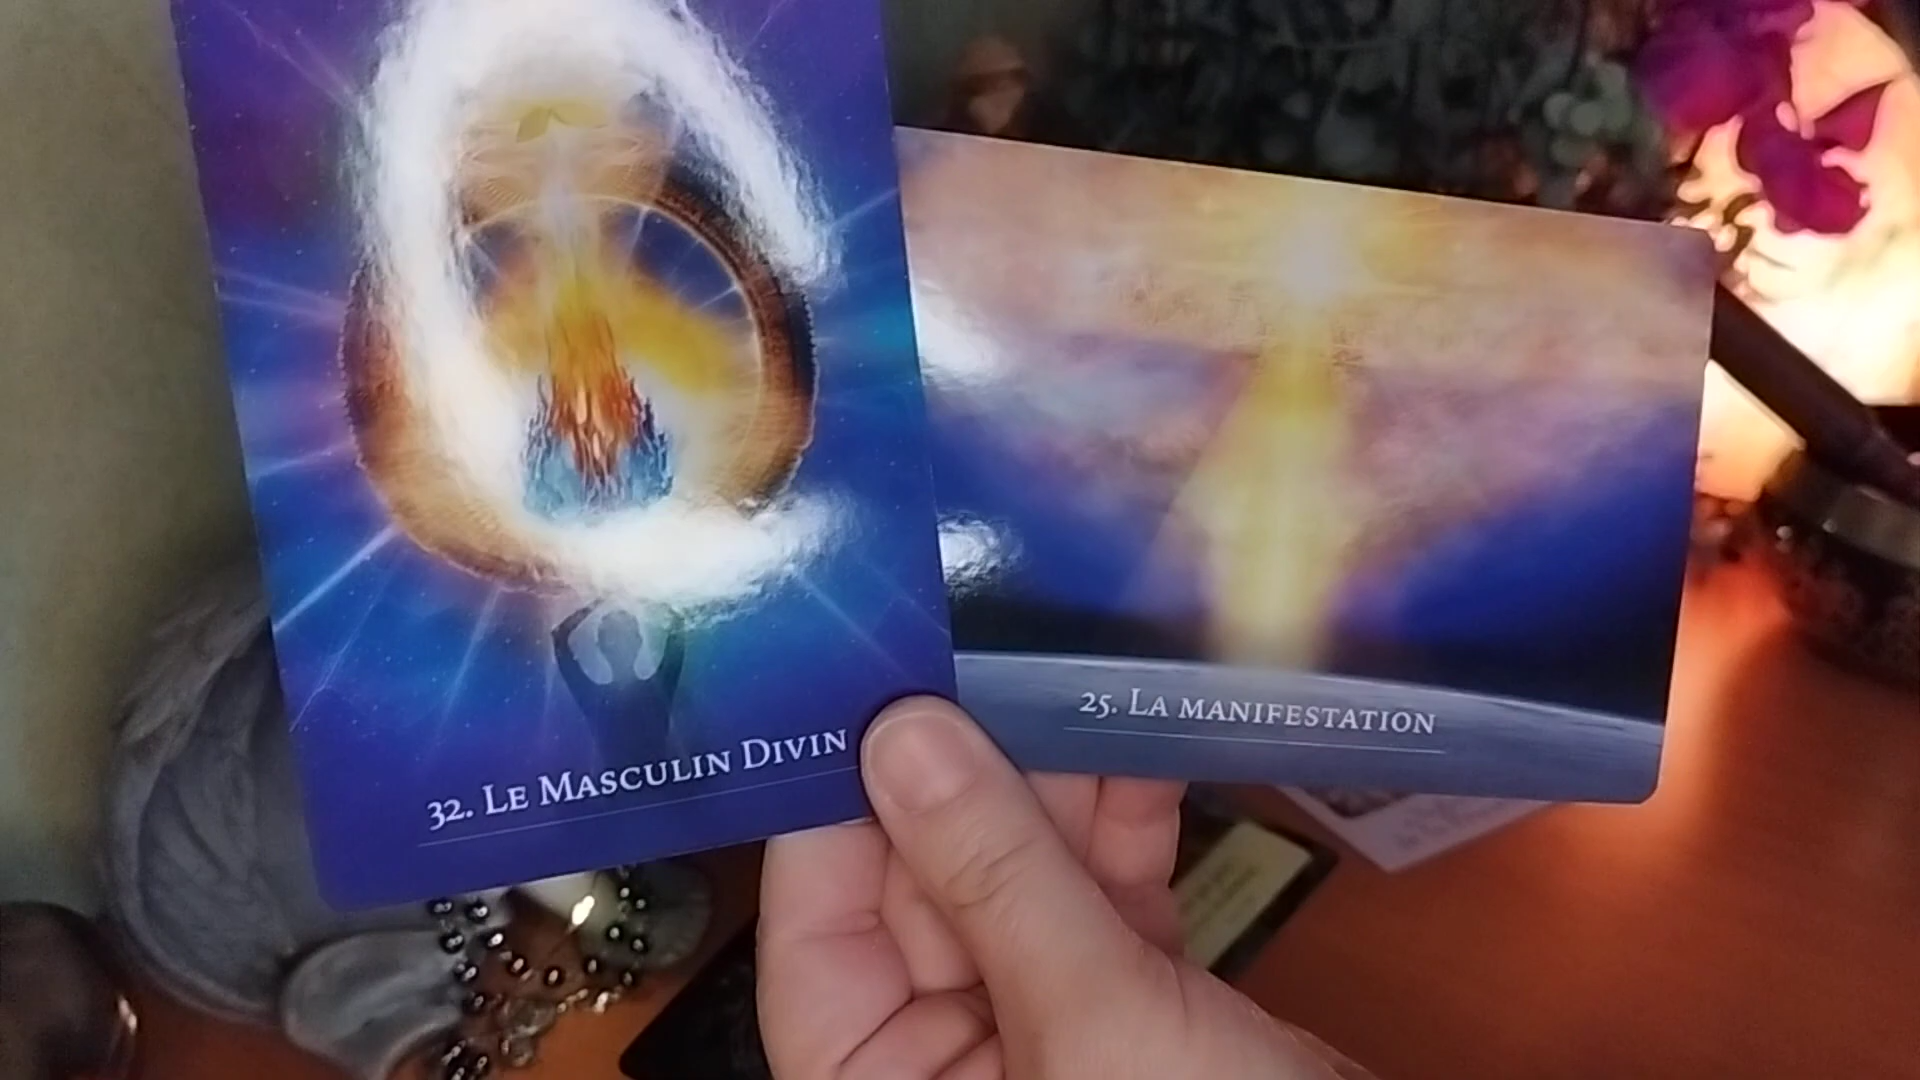 32. Le Masculin Divin
25. La manifestation